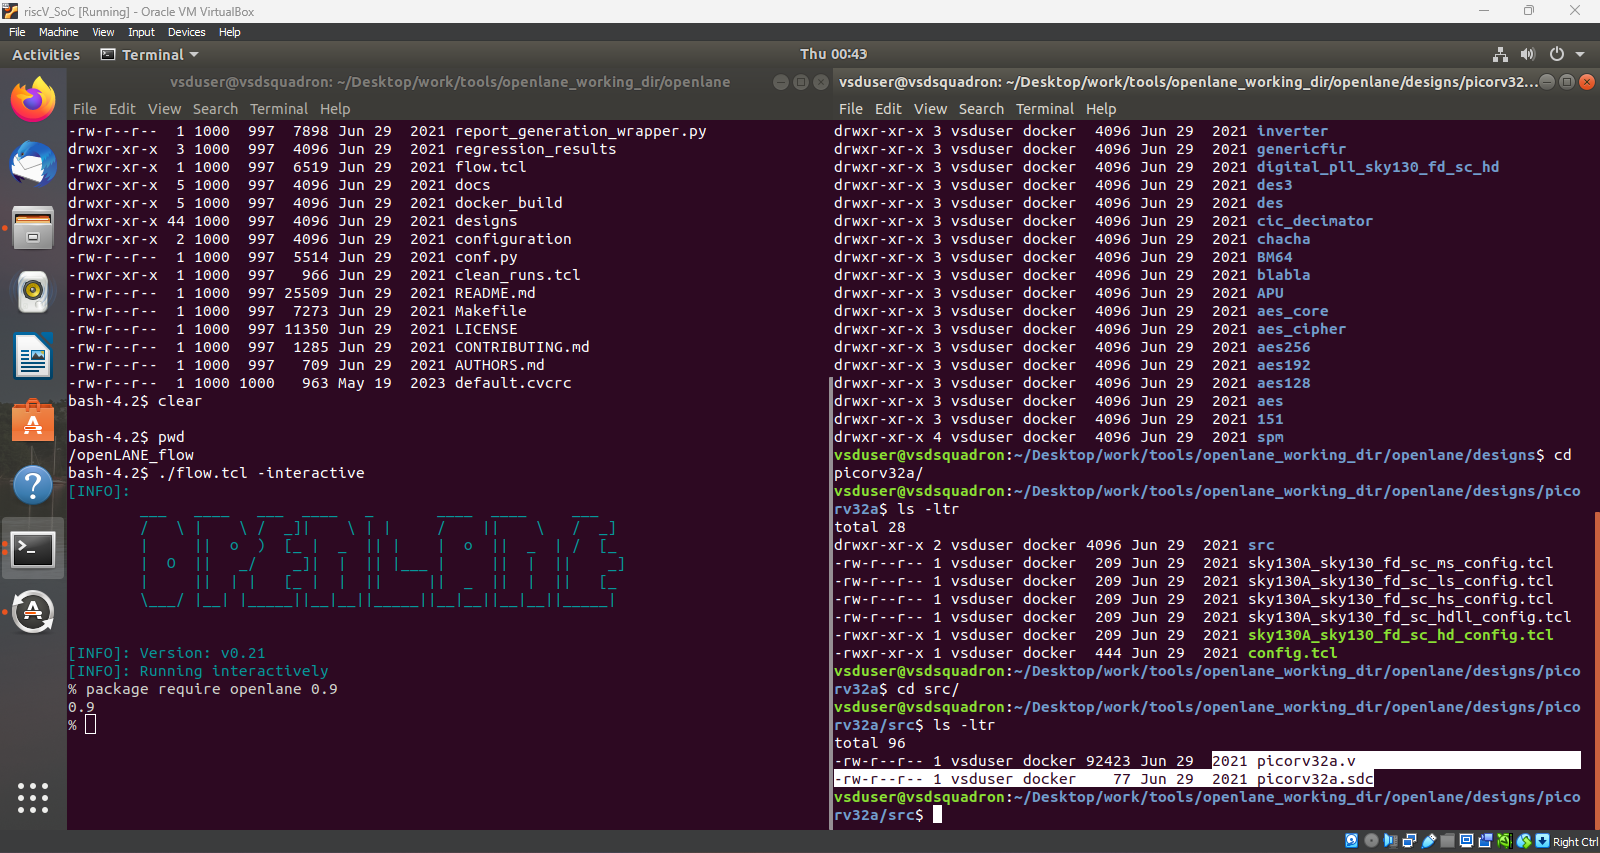 riscV_SoC [Running] - Oracle VM VirtualBox
File Machine View Input Devices Help
Activities Terminal Thu 00:43
vsduser@vsdsquadron: ~/Desktop/work/tools/openlane_working_dir/openlane
File Edit View Search Terminal Help
-rw-r--r-- 1 1000 997 7898 Jun 29 2021 report_generation_wrapper.py
drwxr-xr-x 3 1000 997 4096 Jun 29 2021 regression_results
-rwxr-xr-x 1 1000 997 6519 Jun 29 2021 flow.tcl
drwxr-xr-x 5 1000 997 4096 Jun 29 2021 docs
drwxr-xr-x 5 1000 997 4096 Jun 29 2021 docker_build
drwxr-xr-x 44 1000 997 4096 Jun 29 2021 designs
drwxr-xr-x 2 1000 997 4096 Jun 29 2021 configuration
-rw-r--r-- 1 1000 997 5514 Jun 29 2021 conf.py
-rwxr-xr-x 1 1000 997 966 Jun 29 2021 clean_runs.tcl
-rw-r--r-- 1 1000 997 25509 Jun 29 2021 README.md
-rw-r--r-- 1 1000 997 7273 Jun 29 2021 Makefile
-rw-r--r-- 1 1000 997 11350 Jun 29 2021 LICENSE
-rw-r--r-- 1 1000 997 1285 Jun 29 2021 CONTRIBUTING.md
-rw-r--r-- 1 1000 997 709 Jun 29 2021 AUTHORS.md
-rw-r--r-- 1 1000 1000 963 May 19 2023 default.cvcrc
bash-4.2$ clear
bash-4.2$ pwd
/openLANE_flow
bash-4.2$ ./flow.tcl -interactive
[INFO]:
OPENLANE
[INFO]: Version: v0.21
[INFO]: Running interactively
% package require openlane 0.9
0.9
%
vsduser@vsdsquadron: ~/Desktop/work/tools/openlane_working_dir/openlane/designs/picorv32...
File Edit View Search Terminal Help
drwxr-xr-x 3 vsduser docker 4096 Jun 29 2021 inverter
drwxr-xr-x 3 vsduser docker 4096 Jun 29 2021 genericfir
drwxr-xr-x 3 vsduser docker 4096 Jun 29 2021 digital_pll_sky130_fd_sc_hd
drwxr-xr-x 3 vsduser docker 4096 Jun 29 2021 des3
drwxr-xr-x 3 vsduser docker 4096 Jun 29 2021 des
drwxr-xr-x 3 vsduser docker 4096 Jun 29 2021 cic_decimator
drwxr-xr-x 3 vsduser docker 4096 Jun 29 2021 chacha
drwxr-xr-x 3 vsduser docker 4096 Jun 29 2021 BM64
drwxr-xr-x 3 vsduser docker 4096 Jun 29 2021 blabla
drwxr-xr-x 3 vsduser docker 4096 Jun 29 2021 APU
drwxr-xr-x 3 vsduser docker 4096 Jun 29 2021 aes_core
drwxr-xr-x 3 vsduser docker 4096 Jun 29 2021 aes_cipher
drwxr-xr-x 3 vsduser docker 4096 Jun 29 2021 aes256
drwxr-xr-x 3 vsduser docker 4096 Jun 29 2021 aes192
drwxr-xr-x 3 vsduser docker 4096 Jun 29 2021 aes128
drwxr-xr-x 3 vsduser docker 4096 Jun 29 2021 aes
drwxr-xr-x 3 vsduser docker 4096 Jun 29 2021 151
drwxr-xr-x 4 vsduser docker 4096 Jun 29 2021 spm
vsduser@vsdsquadron:~/Desktop/work/tools/openlane_working_dir/openlane/designs$ cd
picorv32a/
vsduser@vsdsquadron:~/Desktop/work/tools/openlane_working_dir/openlane/designs/pico
rv32a$ ls -ltr
total 28
drwxr-xr-x 2 vsduser docker 4096 Jun 29 2021 src
-rw-r--r-- 1 vsduser docker 209 Jun 29 2021 sky130A_sky130_fd_sc_ms_config.tcl
-rw-r--r-- 1 vsduser docker 209 Jun 29 2021 sky130A_sky130_fd_sc_ls_config.tcl
-rw-r--r-- 1 vsduser docker 209 Jun 29 2021 sky130A_sky130_fd_sc_hs_config.tcl
-rw-r--r-- 1 vsduser docker 209 Jun 29 2021 sky130A_sky130_fd_sc_hdll_config.tcl
-rwxr-xr-x 1 vsduser docker 209 Jun 29 2021 sky130A_sky130_fd_sc_hd_config.tcl
-rwxr-xr-x 1 vsduser docker 444 Jun 29 2021 config.tcl
vsduser@vsdsquadron:~/Desktop/work/tools/openlane_working_dir/openlane/designs/pico
rv32a$ cd src/
vsduser@vsdsquadron:~/Desktop/work/tools/openlane_working_dir/openlane/designs/pico
rv32a/src$ ls -ltr
total 96
-rw-r--r-- 1 vsduser docker 92423 Jun 29 2021 picorv32a.v
-rw-r--r-- 1 vsduser docker 77 Jun 29 2021 picorv32a.sdc
vsduser@vsdsquadron:~/Desktop/work/tools/openlane_working_dir/openlane/designs/pico
rv32a/src$
Right Ctrl